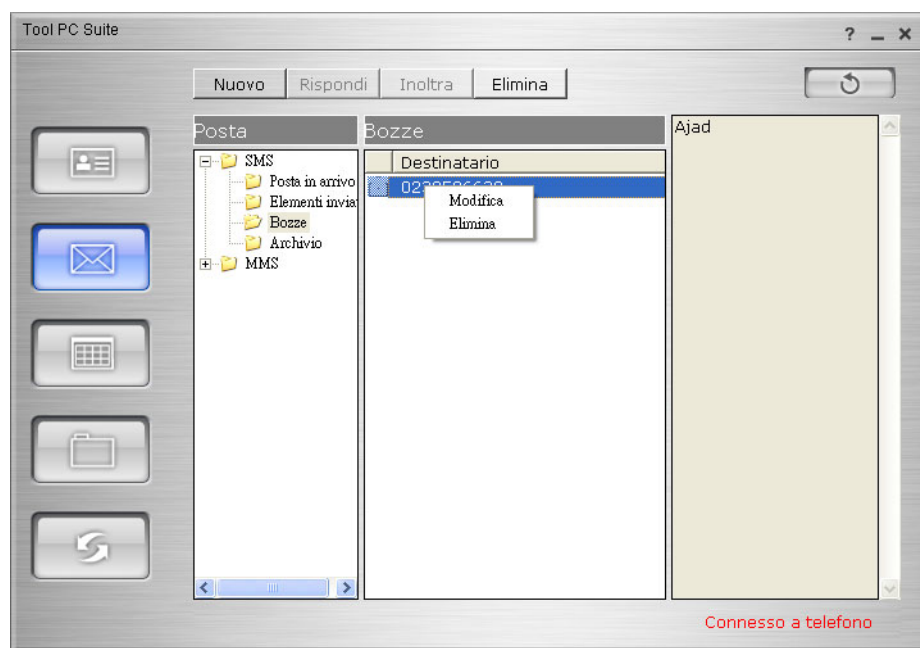 Tool PC Suite
Nuovo Rispondi Inoltra Elimina
Posta
Bozze
Ajad
SMS
Posta in arrivo
Elementi invia
Bozze
Archivio
MMS
Destinatario
Modifica
Elimina
Connesso a telefono